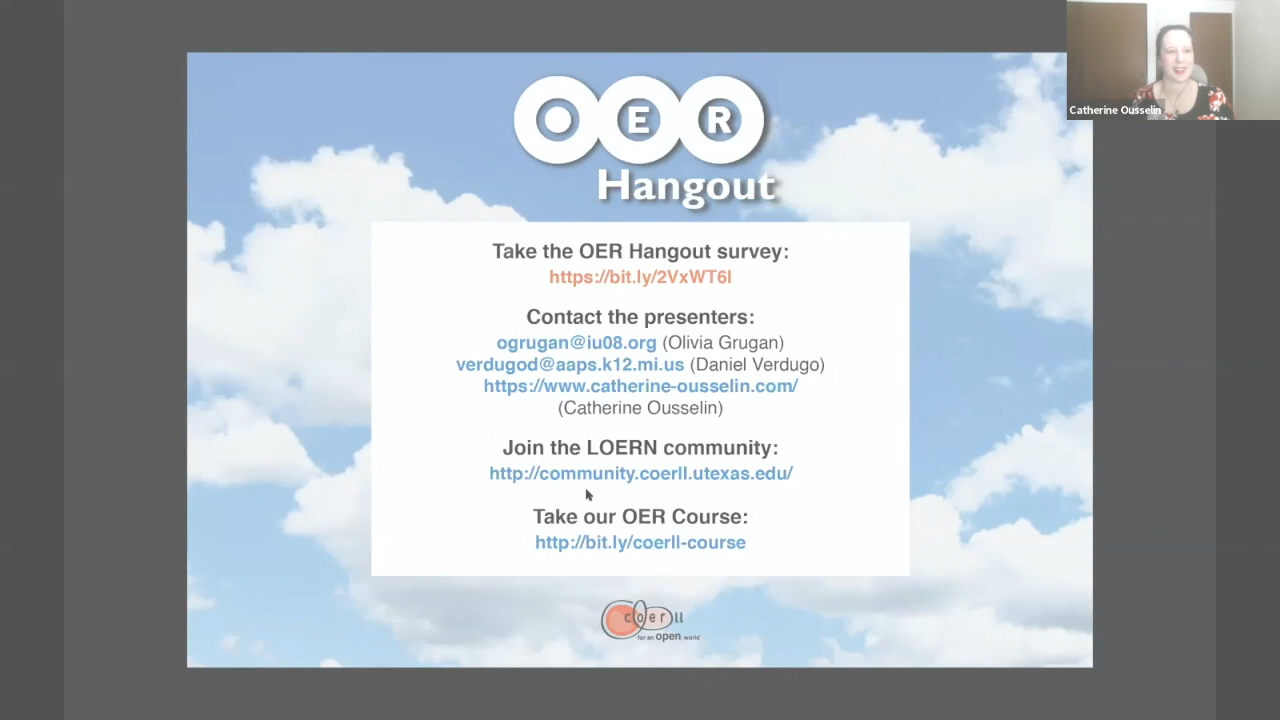 OER
Hangout
Take the OER Hangout survey:
https://bit.ly/2VxWT6I
Contact the presenters:
ogrugan@iu08.org (Olivia Grugan)
verdugod@aaps.k12.mi.us (Daniel Verdugo)
https://www.catherine-ousselin.com/
(Catherine Ousselin)
Join the LOERN community:
http://community.coerll.utexas.edu/
Take our OER Course:
http://bit.ly/coerll-course
coerll
for an open world
Catherine Ousselin